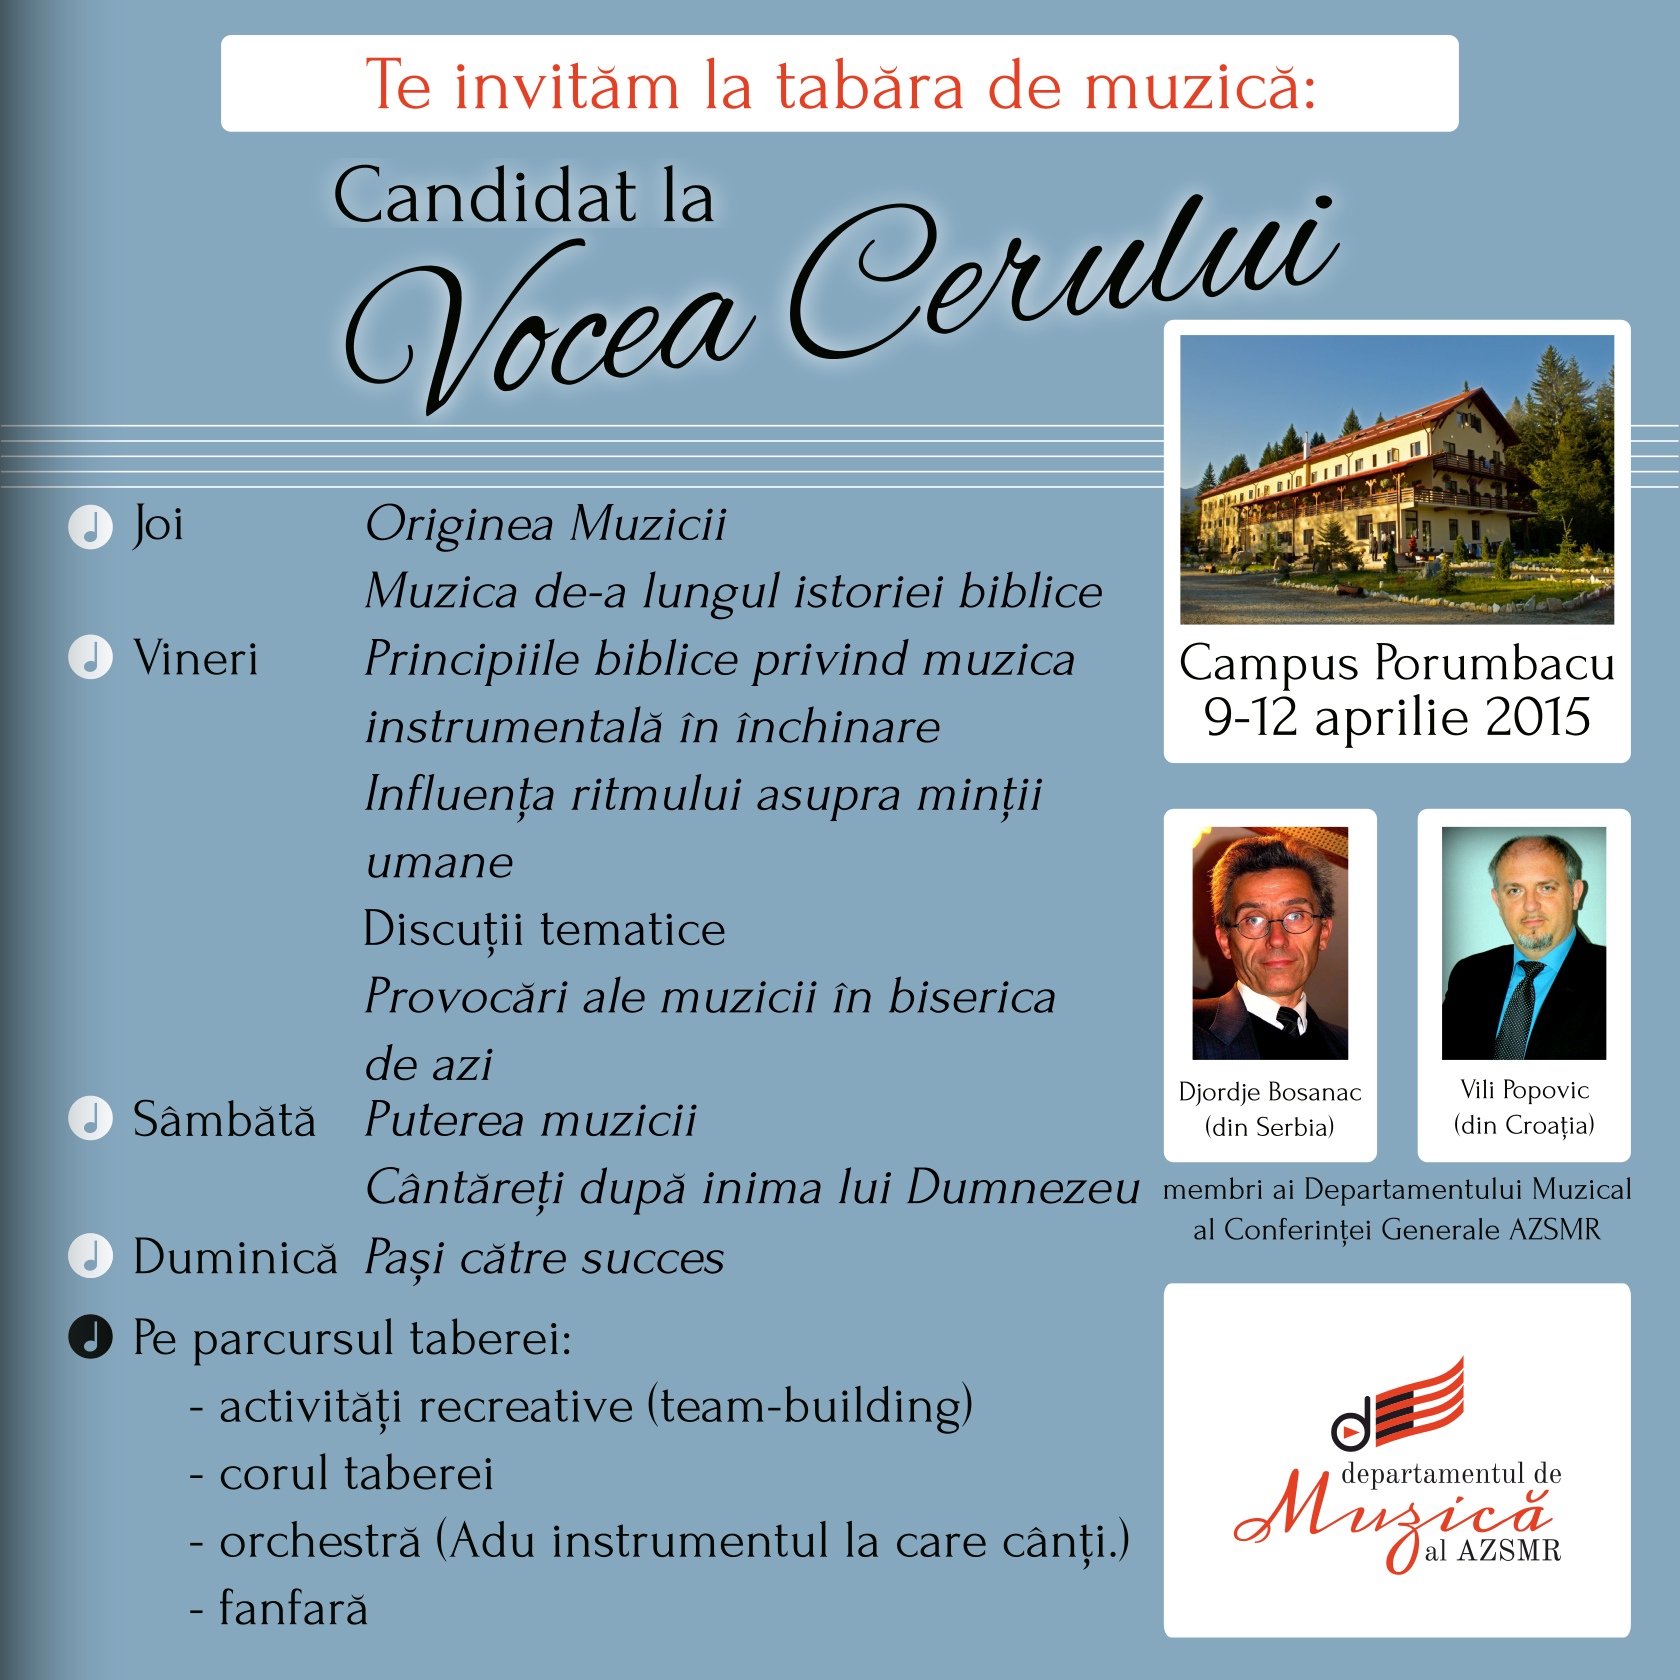 Te invităm la tabăra de muzică:
Candidat la
Vocea Cerului
Joi
Originea Muzicii
Muzica de-a lungul istoriei biblice
Vineri
Principiile biblice privind muzica
instrumentală în închinare
Influența ritmului asupra minții
umane
Discuții tematice
Provocări ale muzicii în biserica
de azi
Sâmbătă
Puterea muzicii
Cântăreți după inima lui Dumnezeu
Duminică
Pași către succes
Pe parcursul taberei:
- activități recreative (team-building)
- corul taberei
- orchestră (Adu instrumentul la care cânți.)
- fanfară
Campus Porumbacu
9-12 aprilie 2015
Djordje Bosanac
(din Serbia)
Vili Popovic
(din Croația)
membri ai Departamentului Muzical
al Conferinței Generale AZSMR
departamentul de
Muzică
al AZSMR